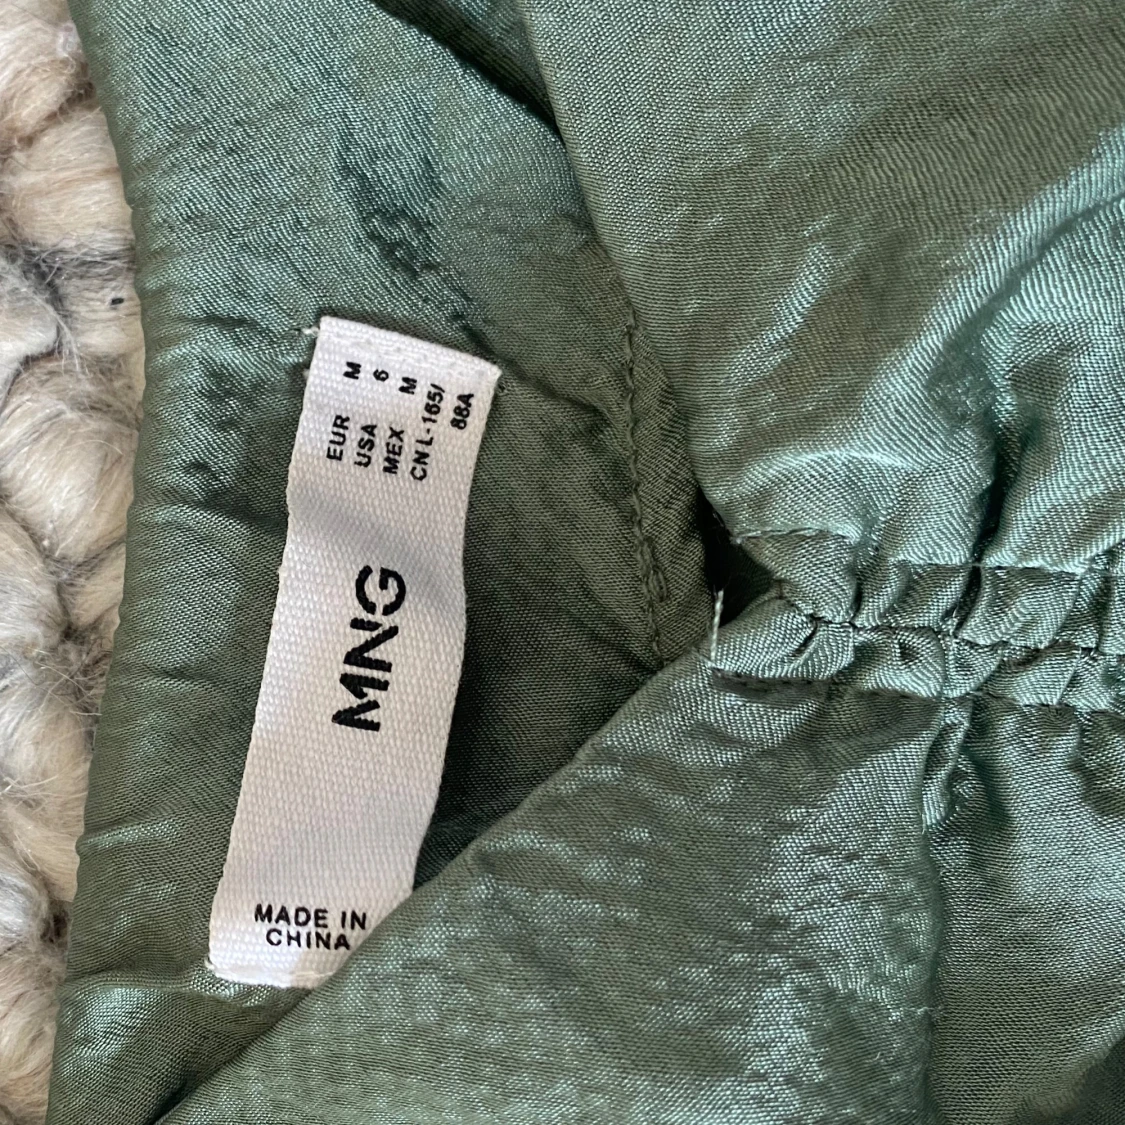 EUR M
USA 6
MEX M
CN L-165/
88A
MNG
MADE IN
CHINA